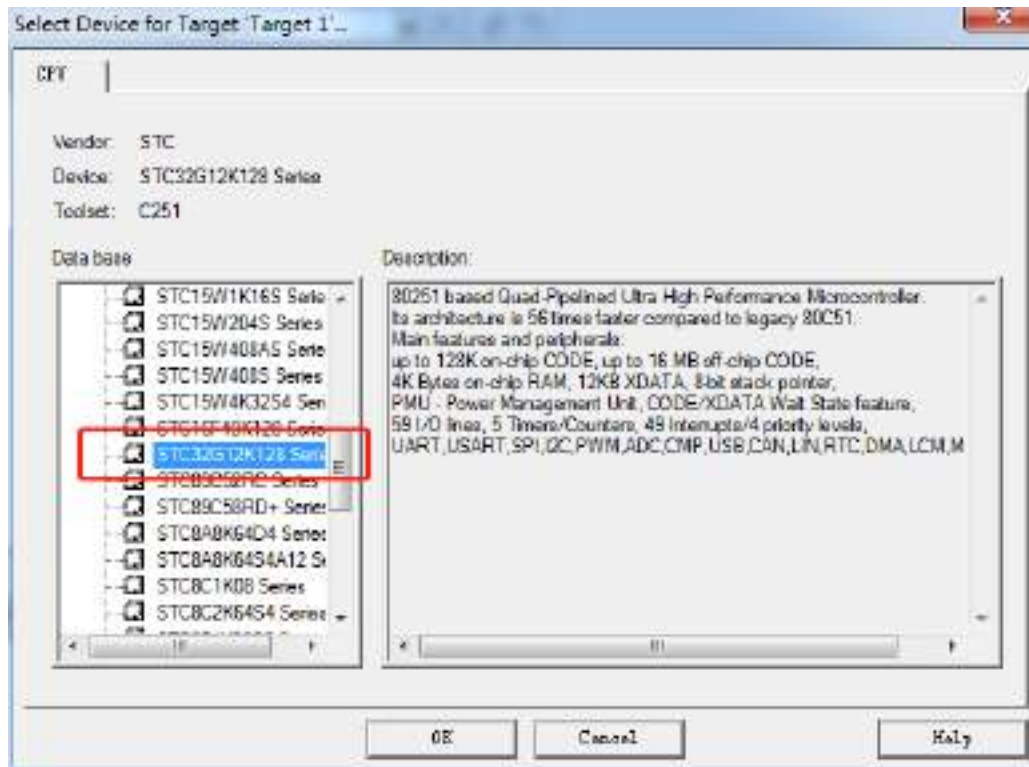 Select Device for Target 'Target 1'...
CPU
Vendor: STC
Device: STC32G12K128 Series
Toolset: C251
Data base
Description:
STC15W1K16S Serie
STC15W204S Series
STC15W408AS Serie
STC15W408S Series
STC15W4K32S4 Seri
STC16F40K128 Serie
STC32G12K128 Serie
STC89C52RC Series
STC89C58RD+ Series
STC8A8K64D4 Series
STC8A8K64S4A12 Se
STC8C1K08 Series
STC8C2K64S4 Series
80251 based Quad-Pipelined Ultra High Performance Microcontroller.
Its architecture is 56 times faster compared to legacy 80C51.
Main features and peripherals:
up to 128K on-chip CODE, up to 16 MB off-chip CODE,
4K Bytes on-chip RAM, 12KB XDATA, 8-bit stack pointer,
PMU - Power Management Unit, CODE/XDATA Wait State feature,
59 I/O lines, 5 Timers/Counters, 49 Interrupts/4 priority levels,
UART,USART,SPI,I2C,PWM,ADC,CMP,USB,CAN,LIN,RTC,DMA,LCM,M
OK
Cancel
Help